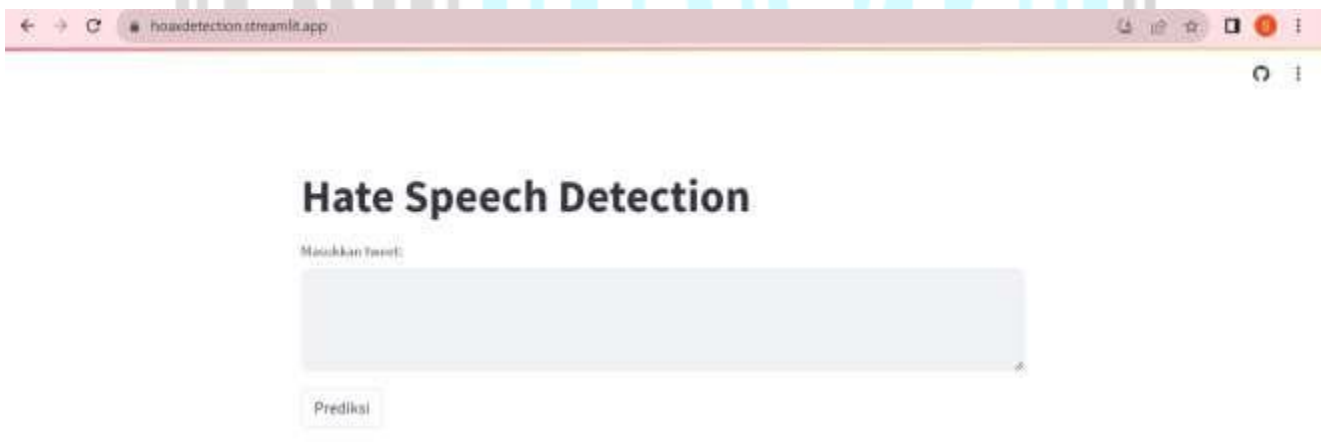 hoaxdetection.streamlit.app
Hate Speech Detection
Masukkan tweet:
Prediksi